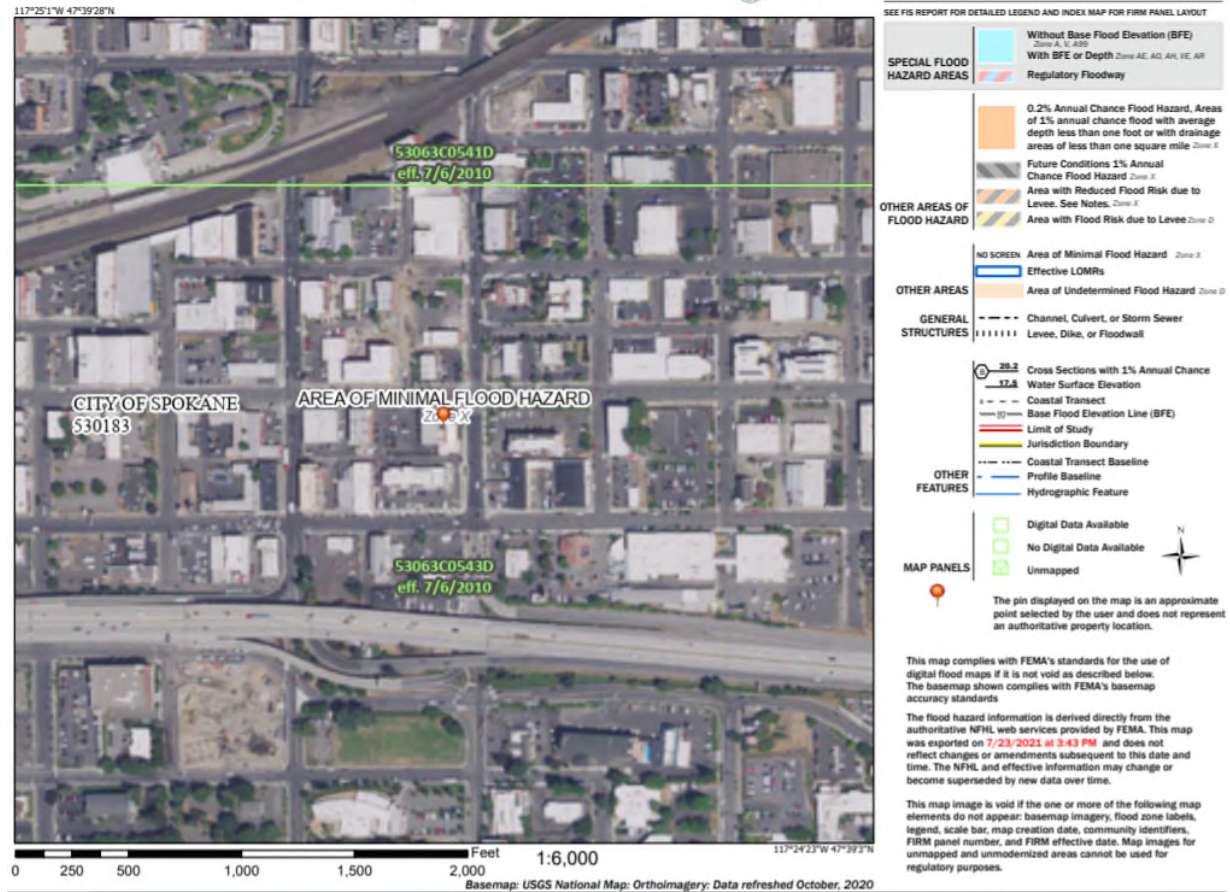 117°25'1"W 47°39'28"N
53063C0541D
eff. 7/6/2010
CITY OF SPOKANE
530183
AREA OF MINIMAL FLOOD HAZARD
Zone X
53063C0543D
eff. 7/6/2010
117°24'23"W 47°39'3"N
0 250 500 1,000 1,500 2,000
Feet
1:6,000
Basemap: USGS National Map: Orthoimagery: Data refreshed October, 2020
SEE FIS REPORT FOR DETAILED LEGEND AND INDEX MAP FOR FIRM PANEL LAYOUT
SPECIAL FLOOD
HAZARD AREAS
Without Base Flood Elevation (BFE)
Zone A, V, A99
With BFE or Depth Zone AE, AO, AH, VE, AR
Regulatory Floodway
OTHER AREAS OF
FLOOD HAZARD
0.2% Annual Chance Flood Hazard, Areas
of 1% annual chance flood with average
depth less than one foot or with drainage
areas of less than one square mile Zone X
Future Conditions 1% Annual
Chance Flood Hazard Zone X
Area with Reduced Flood Risk due to
Levee. See Notes. Zone X
Area with Flood Risk due to Levee Zone D
OTHER AREAS
NO SCREEN Area of Minimal Flood Hazard Zone X
Effective LOMRs
Area of Undetermined Flood Hazard Zone D
GENERAL
STRUCTURES
Channel, Culvert, or Storm Sewer
Levee, Dike, or Floodwall
OTHER
FEATURES
B 20.2 Cross Sections with 1% Annual Chance
17.5 Water Surface Elevation
Coastal Transect
Base Flood Elevation Line (BFE)
Limit of Study
Jurisdiction Boundary
Coastal Transect Baseline
Profile Baseline
Hydrographic Feature
MAP PANELS
Digital Data Available
No Digital Data Available
Unmapped
N
The pin displayed on the map is an approximate
point selected by the user and does not represent
an authoritative property location.
This map complies with FEMA's standards for the use of
digital flood maps if it is not void as described below.
The basemap shown complies with FEMA's basemap
accuracy standards
The flood hazard information is derived directly from the
authoritative NFHL web services provided by FEMA. This map
was exported on 7/23/2021 at 3:43 PM and does not
reflect changes or amendments subsequent to this date and
time. The NFHL and effective information may change or
become superseded by new data over time.
This map image is void if the one or more of the following map
elements do not appear: basemap imagery, flood zone labels,
legend, scale bar, map creation date, community identifiers,
FIRM panel number, and FIRM effective date. Map images for
unmapped and unmodernized areas cannot be used for
regulatory purposes.